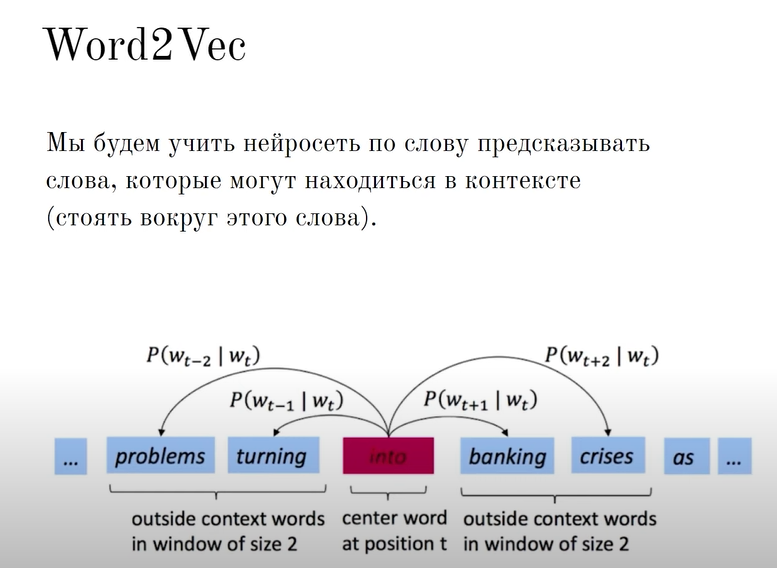 Word2Vec
Мы будем учить нейросеть по слову предсказывать
слова, которые могут находиться в контексте
(стоять вокруг этого слова).
P(w_{t−2} | w_t) P(w_{t+2} | w_t)
P(w_{t−1} | w_t) P(w_{t+1} | w_t)
... problems turning into banking crises as ...
outside context words center word outside context words
in window of size 2 at position t in window of size 2